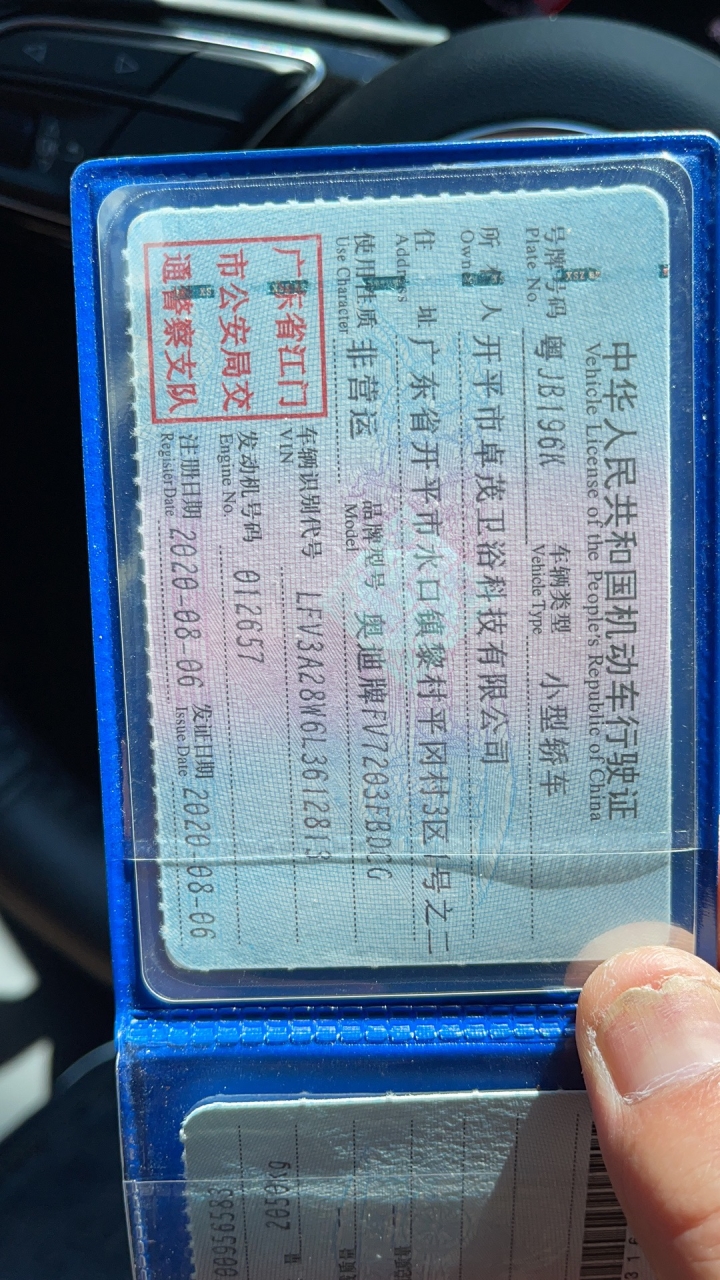 中华人民共和国机动车行驶证
Vehicle License of the People's Republic of China
号牌号码 粤JB196K 车辆类型 小型轿车
Plate No. Vehicle Type
所有人 开平市卓茂卫浴科技有限公司
Owner
住址 广东省开平市水口镇黎村平冈村3区1号之二
Address
使用性质 非营运 品牌型号 奥迪牌FV7203FBDCG
Use Character Model
广东省江门
市公安局交
通警察支队
车辆识别代号 LFV3A28W6L3612813
VIN
发动机号码 012657
Engine No.
注册日期 2020-08-06 发证日期 2020-08-06
Register Date Issue Date
2050kg